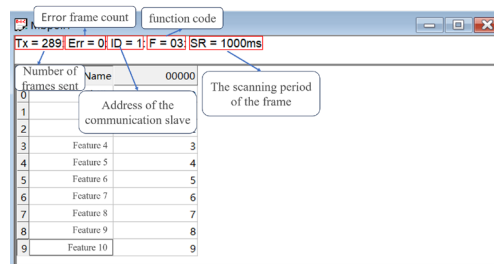 Error frame count
function code
Tx = 289: Err = 0: ID = 1: F = 03: SR = 1000ms
Number of
frames sent
Name
00000
Address of the
communication slave
The scanning period
of the frame
0
1
2
3 Feature 4 3
4 Feature 5 4
5 Feature 6 5
6 Feature 7 6
7 Feature 8 7
8 Feature 9 8
9 Feature 10 9